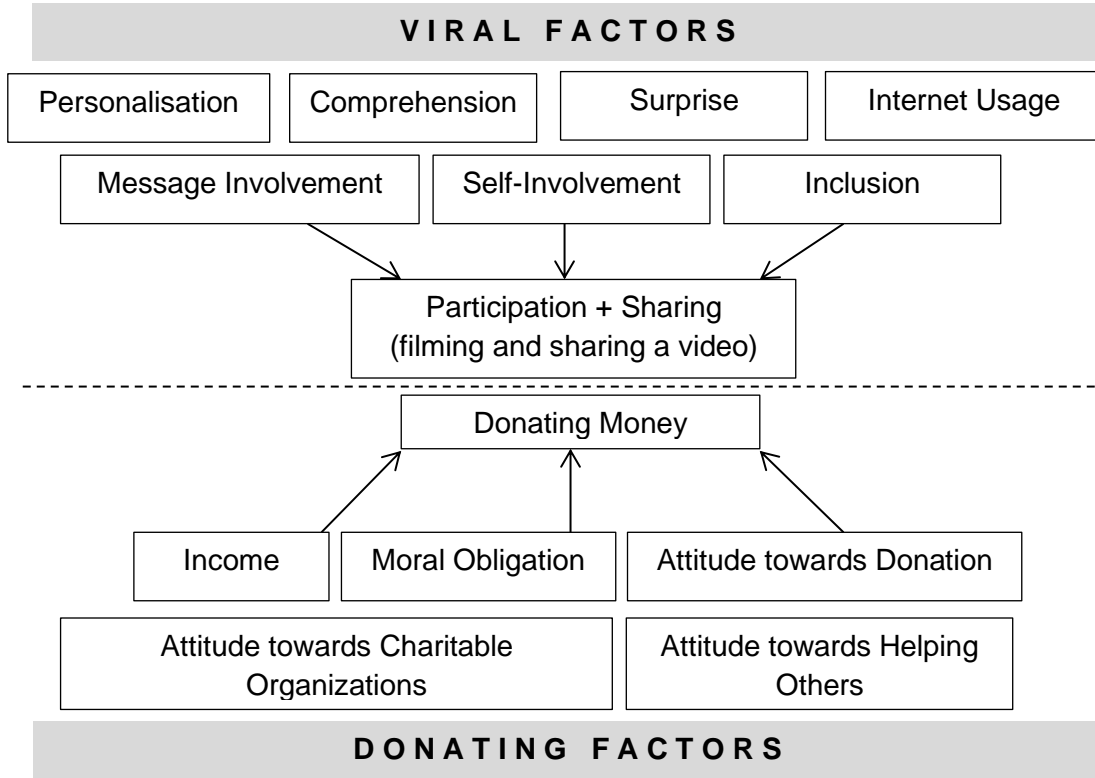 VIRAL FACTORS
Personalisation
Comprehension
Surprise
Internet Usage
Message Involvement
Self-Involvement
Inclusion
Participation + Sharing
(filming and sharing a video)
Donating Money
Income
Moral Obligation
Attitude towards Donation
Attitude towards Charitable
Organizations
Attitude towards Helping
Others
DONATING FACTORS